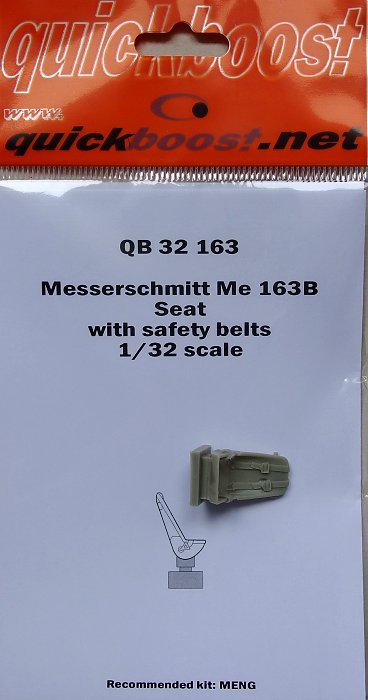 quickboost
www.
quickboost.net
QB 32 163
Messerschmitt Me 163B
Seat
with safety belts
1/32 scale
Recommended kit: MENG